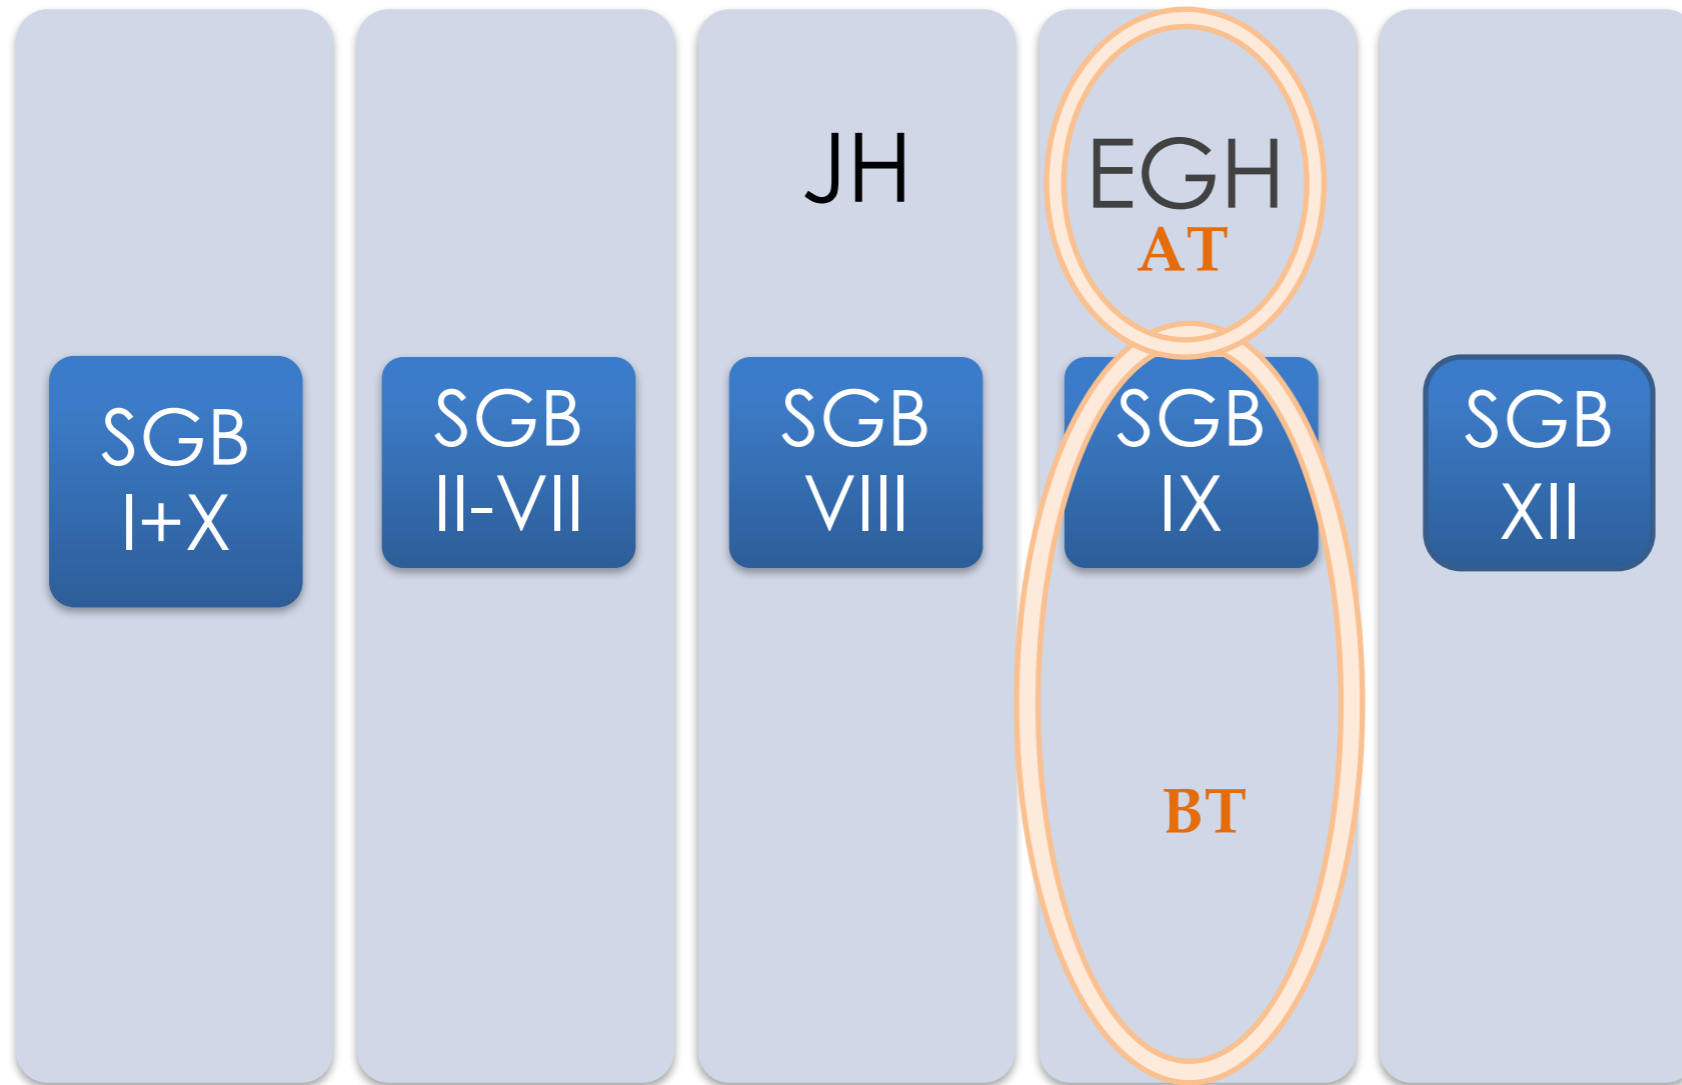 JH
EGH
AT
SGB
I+X
SGB
II-VII
SGB
VIII
SGB
IX
SGB
XII
BT